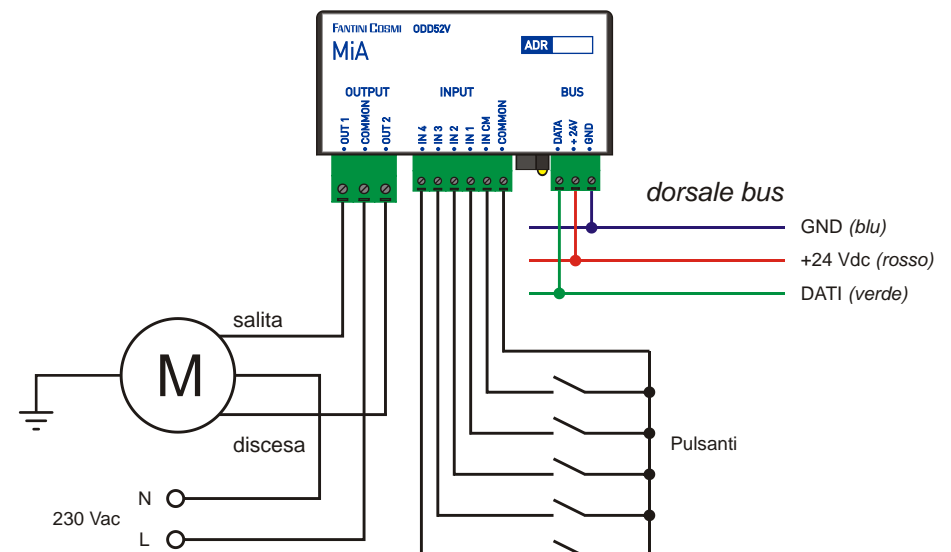 FANTINI COSMI ODD52V
MiA
ADR
OUTPUT INPUT BUS
OUT 1
COMMON
OUT 2
IN 4
IN 3
IN 2
IN 1
IN CM
COMMON
DATA
+ 24V
GND
dorsale bus
GND (blu)
+24 Vdc (rosso)
DATI (verde)
salita
M
discesa
Pulsanti
N
230 Vac
L